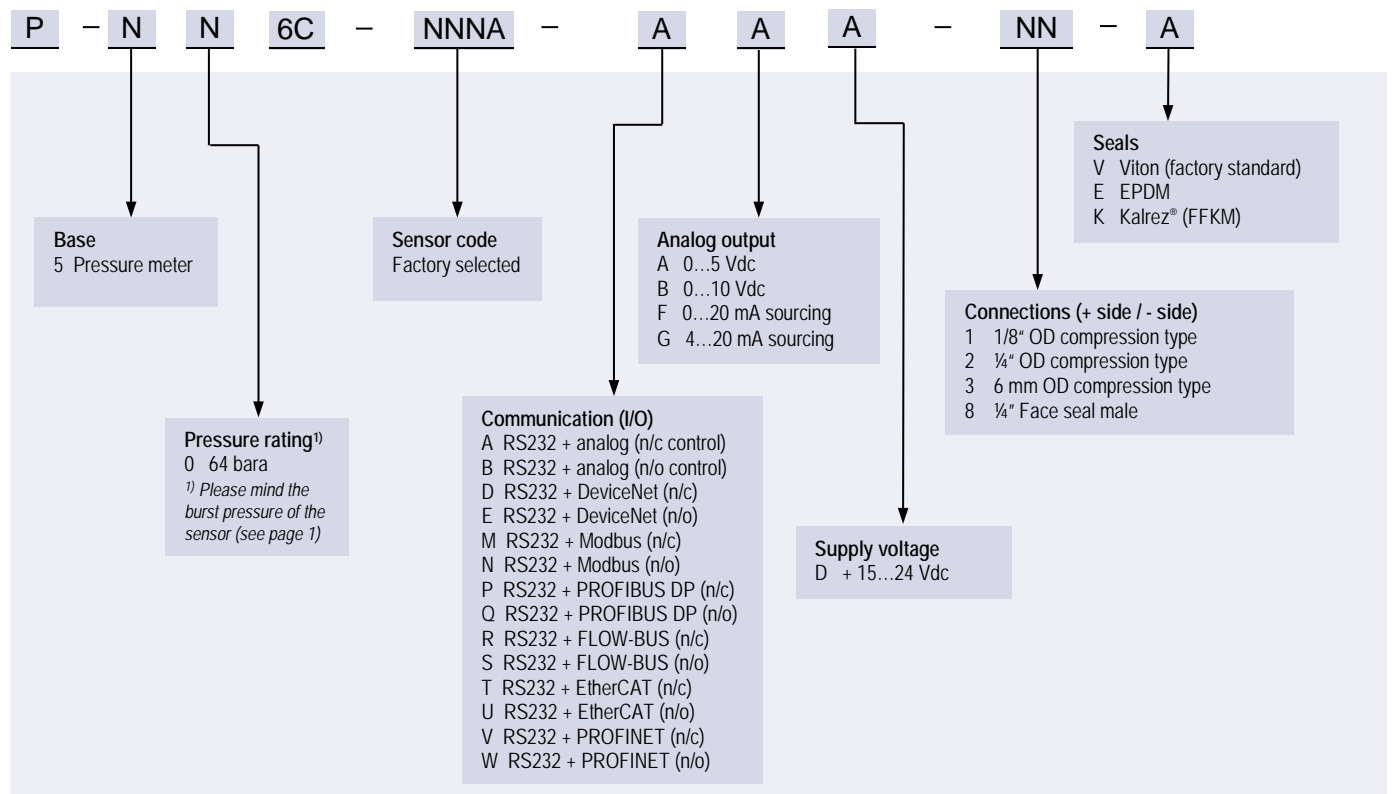 P – N N 6C – NNNA – A A A – NN – A
Seals
V Viton (factory standard)
E EPDM
K Kalrez® (FFKM)
Base
5 Pressure meter
Sensor code
Factory selected
Analog output
A 0…5 Vdc
B 0…10 Vdc
F 0…20 mA sourcing
G 4…20 mA sourcing
Connections (+ side / - side)
1 1/8“ OD compression type
2 ¼“ OD compression type
3 6 mm OD compression type
8 ¼” Face seal male
Pressure rating1)
0 64 bara
1) Please mind the
burst pressure of the
sensor (see page 1)
Communication (I/O)
A RS232 + analog (n/c control)
B RS232 + analog (n/o control)
D RS232 + DeviceNet (n/c)
E RS232 + DeviceNet (n/o)
M RS232 + Modbus (n/c)
N RS232 + Modbus (n/o)
P RS232 + PROFIBUS DP (n/c)
Q RS232 + PROFIBUS DP (n/o)
R RS232 + FLOW-BUS (n/c)
S RS232 + FLOW-BUS (n/o)
T RS232 + EtherCAT (n/c)
U RS232 + EtherCAT (n/o)
V RS232 + PROFINET (n/c)
W RS232 + PROFINET (n/o)
Supply voltage
D + 15…24 Vdc